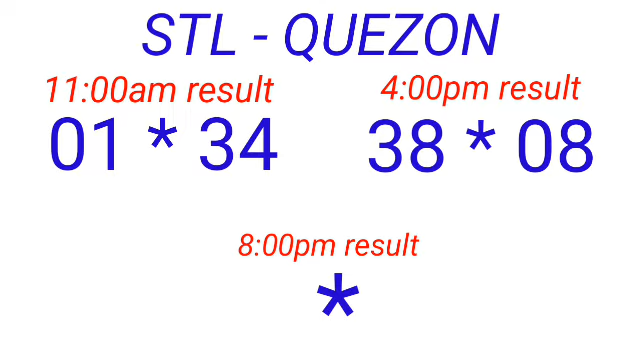 STL - QUEZON
11:00am result
01 * 34
4:00pm result
38 * 08
8:00pm result
*